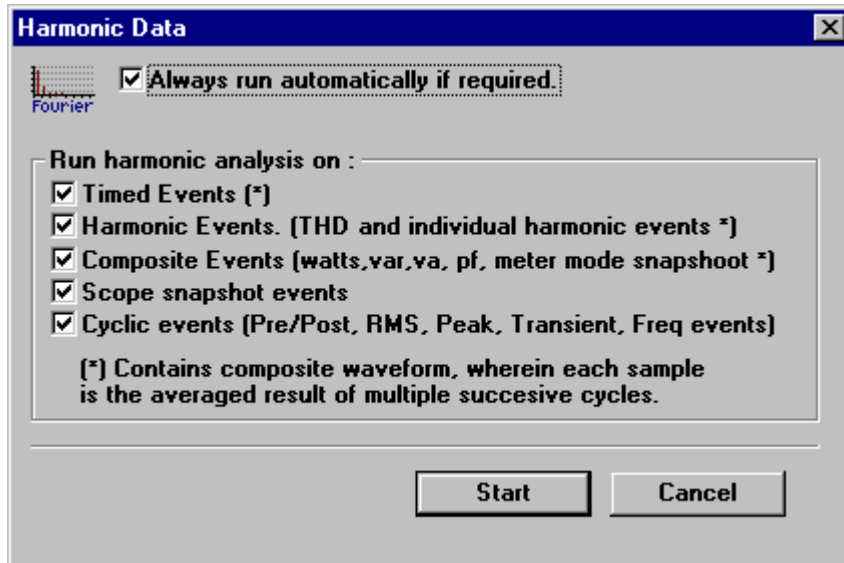 Harmonic Data
Fourier
Always run automatically if required.
Run harmonic analysis on :
Timed Events (*)
Harmonic Events. (THD and individual harmonic events *)
Composite Events (watts,var,va, pf, meter mode snapshoot *)
Scope snapshot events
Cyclic events (Pre/Post, RMS, Peak, Transient, Freq events)
(*) Contains composite waveform, wherein each sample
is the averaged result of multiple succesive cycles.
Start
Cancel